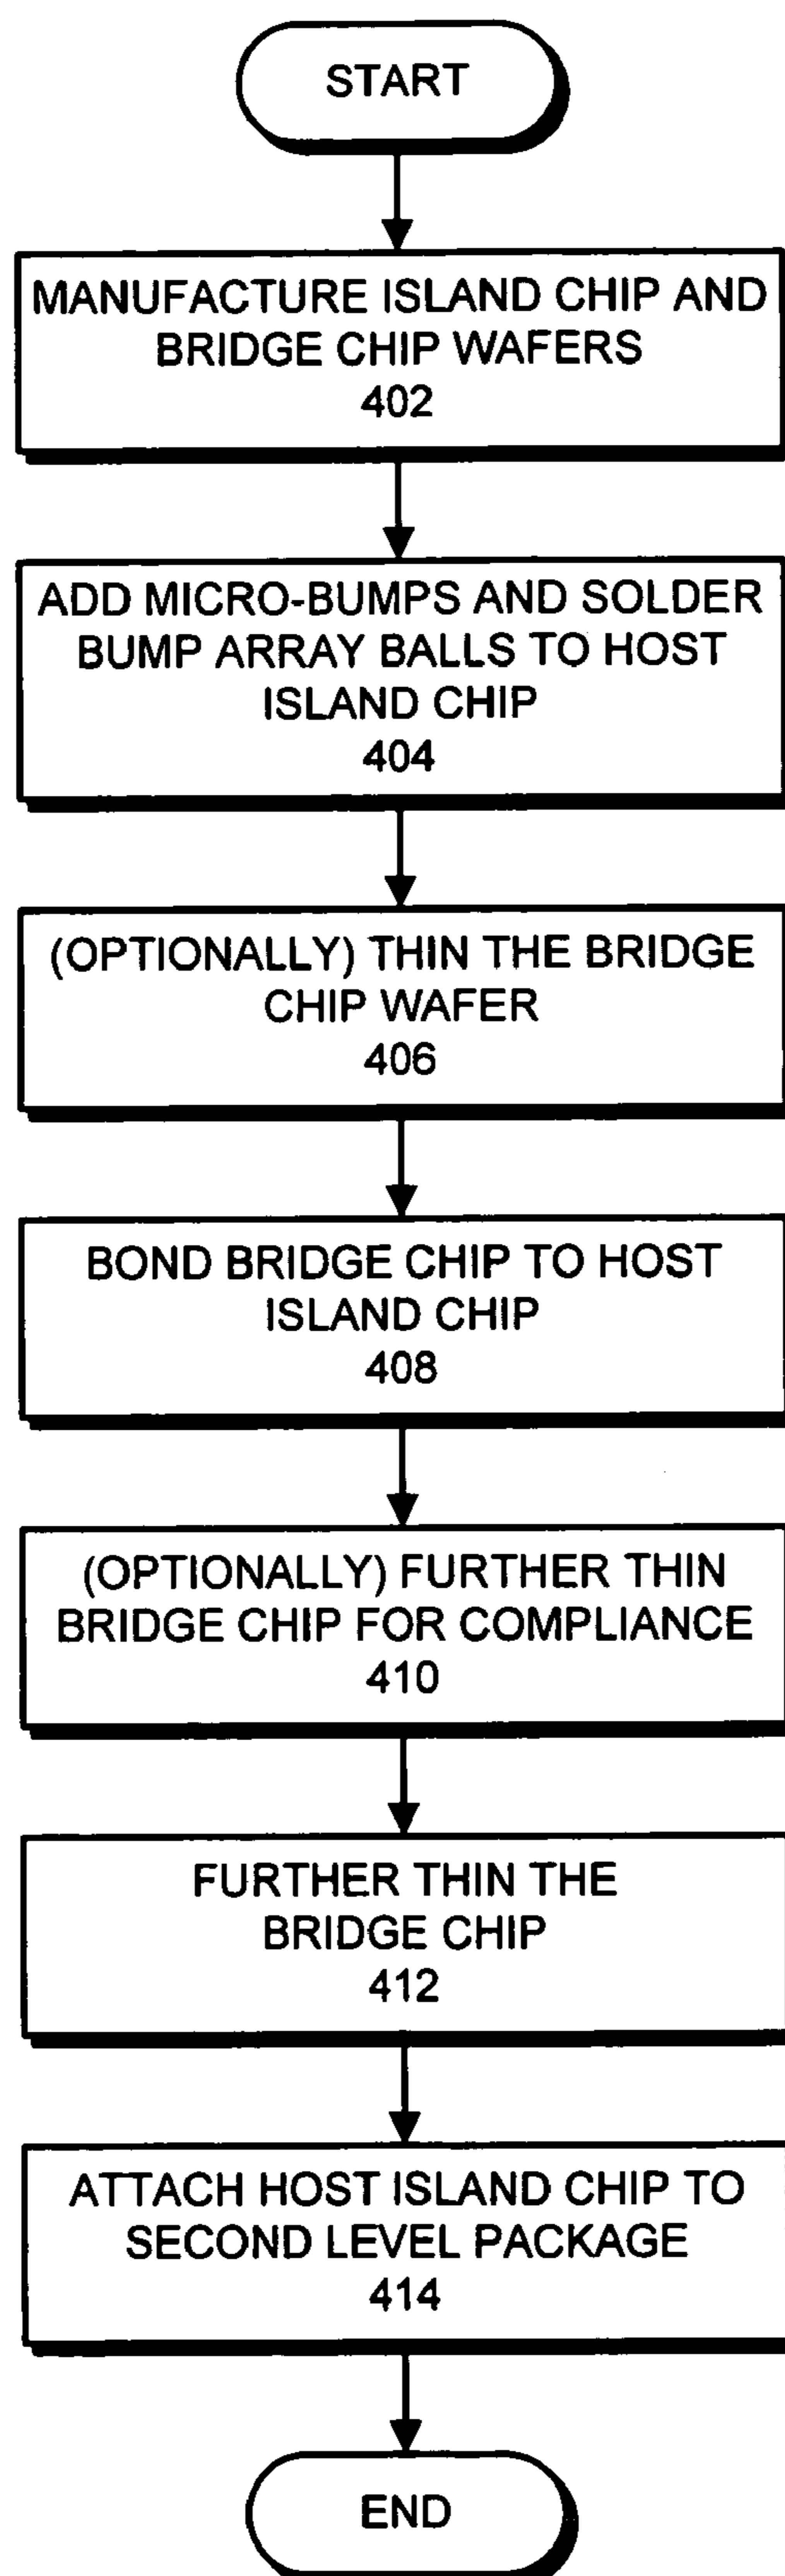 START
MANUFACTURE ISLAND CHIP AND
BRIDGE CHIP WAFERS
402
ADD MICRO-BUMPS AND SOLDER
BUMP ARRAY BALLS TO HOST
ISLAND CHIP
404
(OPTIONALLY) THIN THE BRIDGE
CHIP WAFER
406
BOND BRIDGE CHIP TO HOST
ISLAND CHIP
408
(OPTIONALLY) FURTHER THIN
BRIDGE CHIP FOR COMPLIANCE
410
FURTHER THIN THE
BRIDGE CHIP
412
ATTACH HOST ISLAND CHIP TO
SECOND LEVEL PACKAGE
414
END